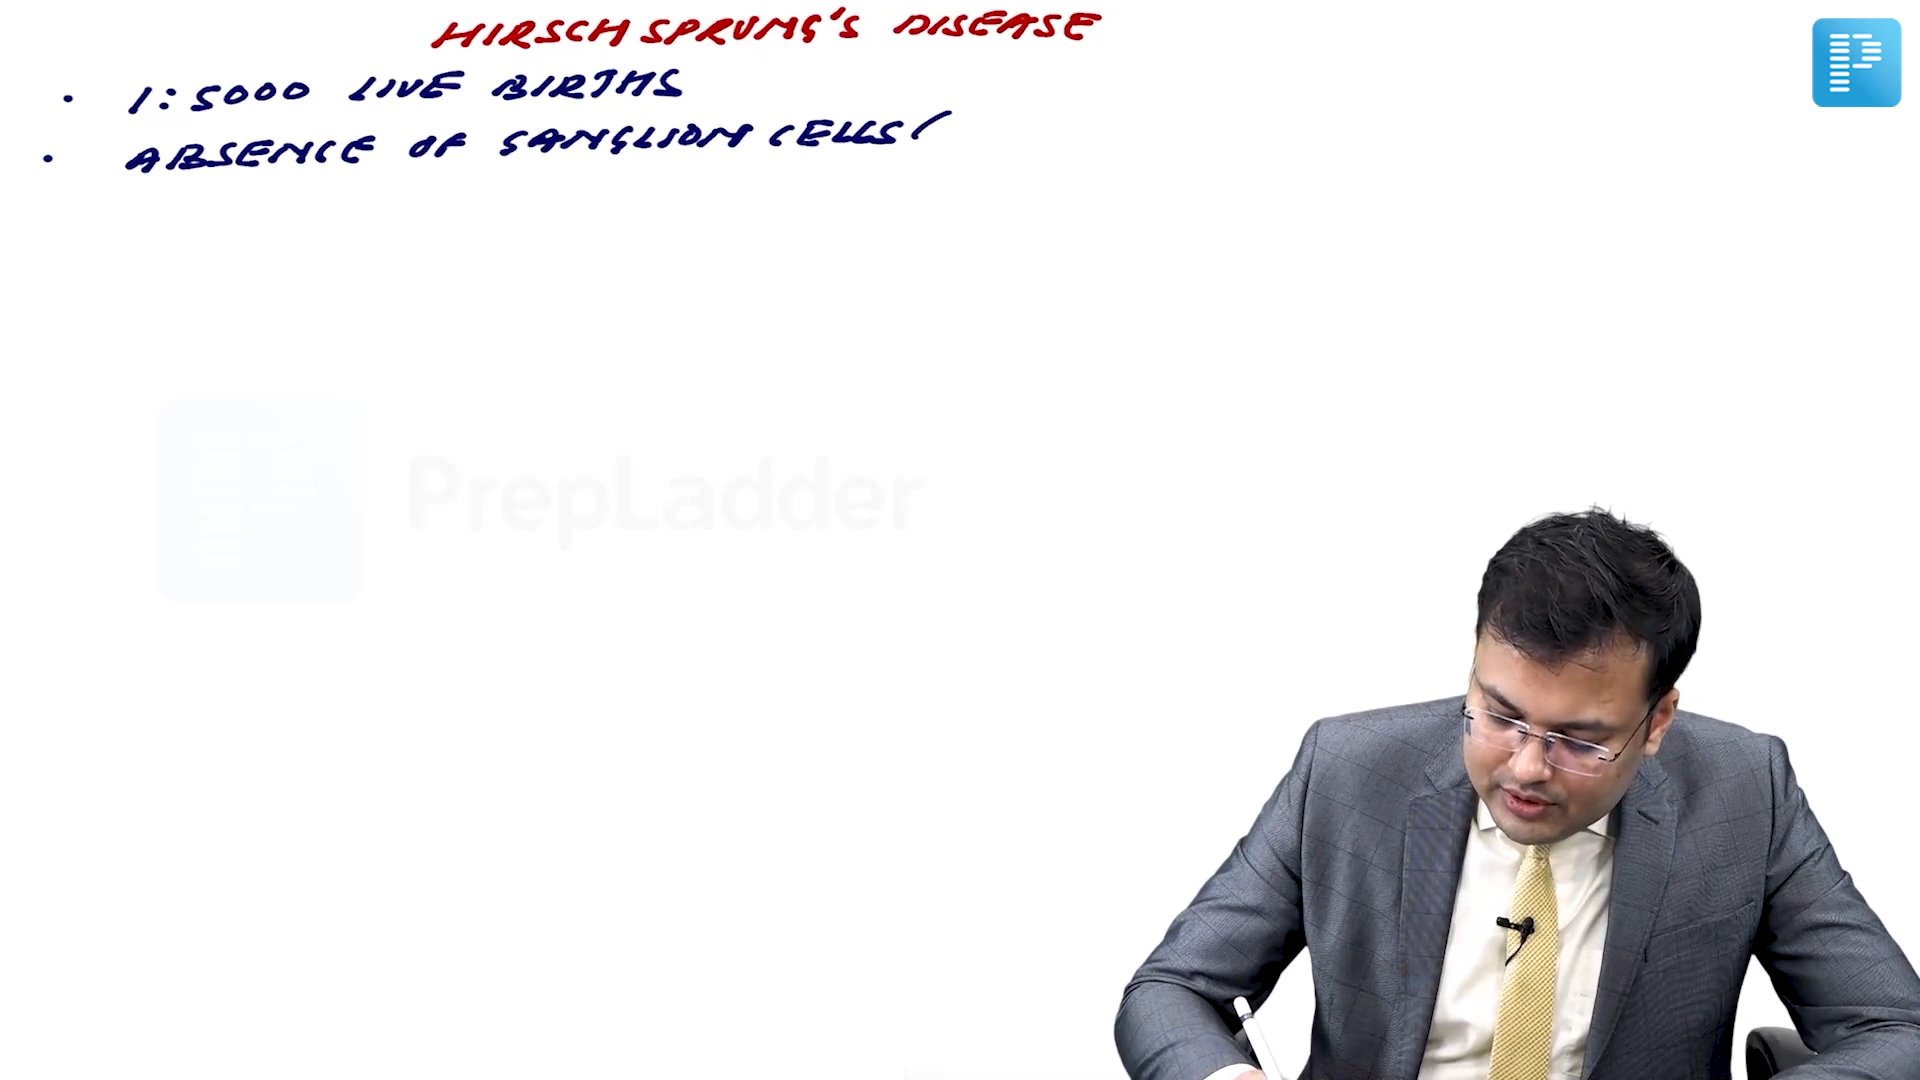 HIRSCHSPRUNG'S DISEASE
• 1:5000 LIVE BIRTHS
• ABSENCE OF GANGLION CELLS(
PrepLadder